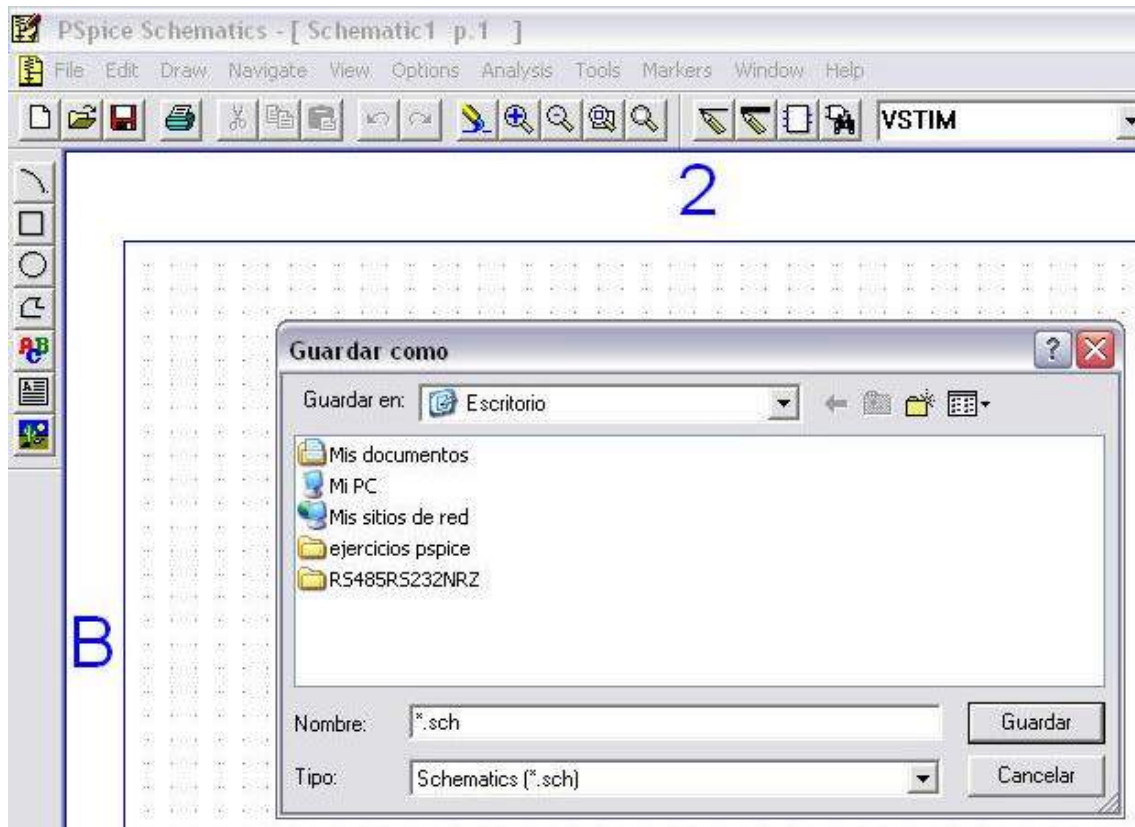 PSpice Schematics - [ Schematic1 p.1 ]
File Edit Draw Navigate View Options Analysis Tools Markers Window Help
VSTIM
2
Guardar como
Guardar en: Escritorio
Mis documentos
Mi PC
Mis sitios de red
ejercicios pspice
RS485RS232NRZ
B
Nombre: *.sch Guardar
Tipo: Schematics (*.sch) Cancelar